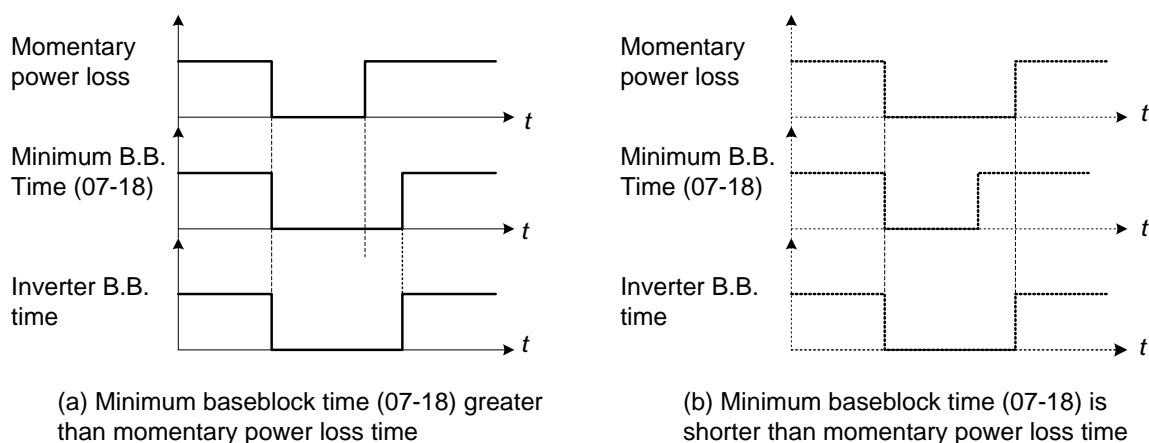 Momentary
power loss
t
Minimum B.B.
Time (07-18)
t
Inverter B.B.
time
t
(a) Minimum baseblock time (07-18) greater
than momentary power loss time
Momentary
power loss
t
Minimum B.B.
Time (07-18)
t
Inverter B.B.
time
t
(b) Minimum baseblock time (07-18) is
shorter than momentary power loss time